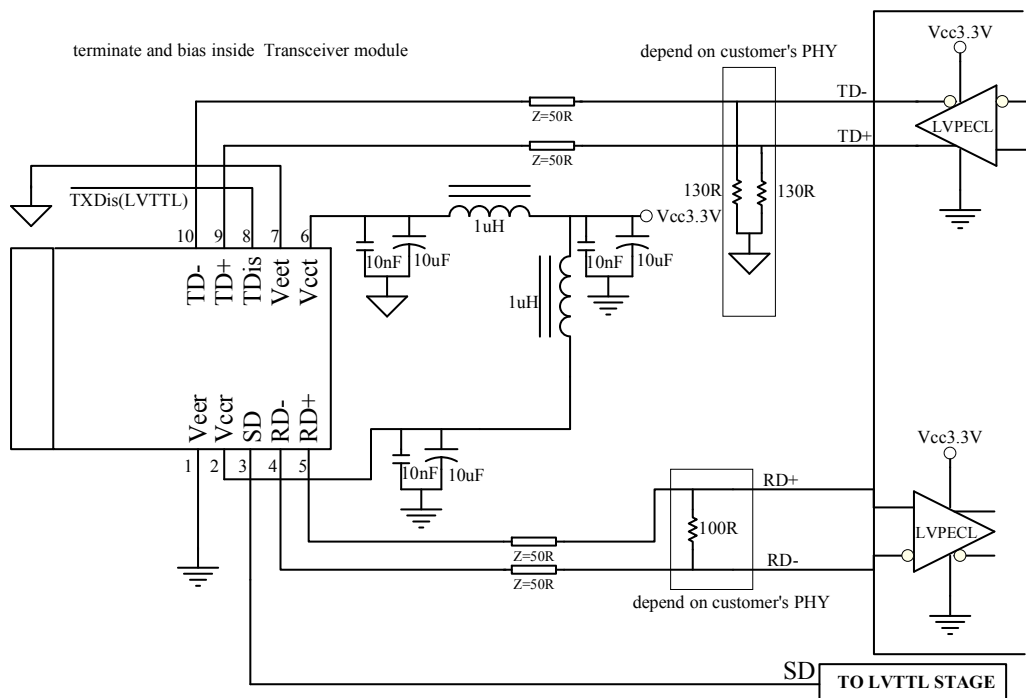 terminate and bias inside  Transceiver module
depend on customer's PHY
Vcc3.3V
TD-
Z=50R
LVPECL
TD+
Z=50R
130R
130R
TXDis(LVTTL)
Vcc3.3V
1uH
10
9
8
7
6
10nF
10uF
10nF
10uF
TD-
TD+
TDis
Veet
Vcct
1uH
Veer
Vccr
SD
RD-
RD+
1
2
3
4
5
10nF
10uF
Vcc3.3V
RD+
100R
LVPECL
Z=50R
RD-
Z=50R
depend on customer's PHY
SD
TO LVTTL STAGE